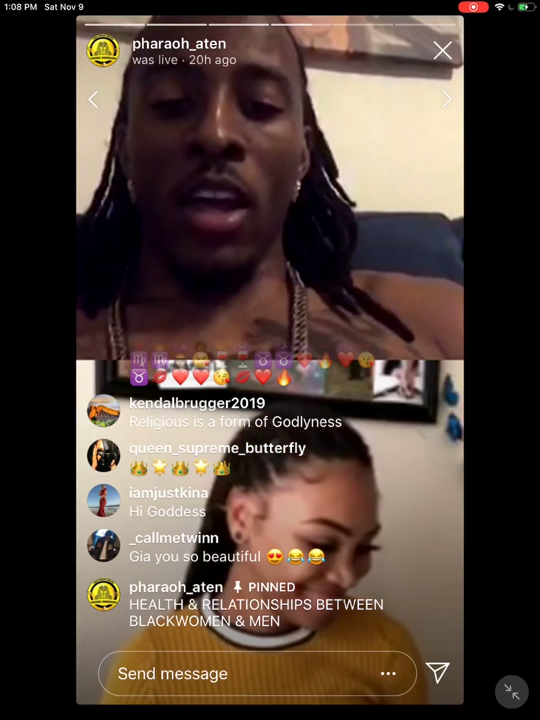 1:08 PM Sat Nov 9
pharaoh_aten
was live · 20h ago
kendalbrugger2019
Religious is a form of Godlyness
queen_supreme_butterfly
👑⭐👑⭐👑
iamjustkina
Hi Goddess
_callmetwinn
Gia you so beautiful 😍😂😂
pharaoh_aten 📌 PINNED
HEALTH & RELATIONSHIPS BETWEEN
BLACKWOMEN & MEN
Send message